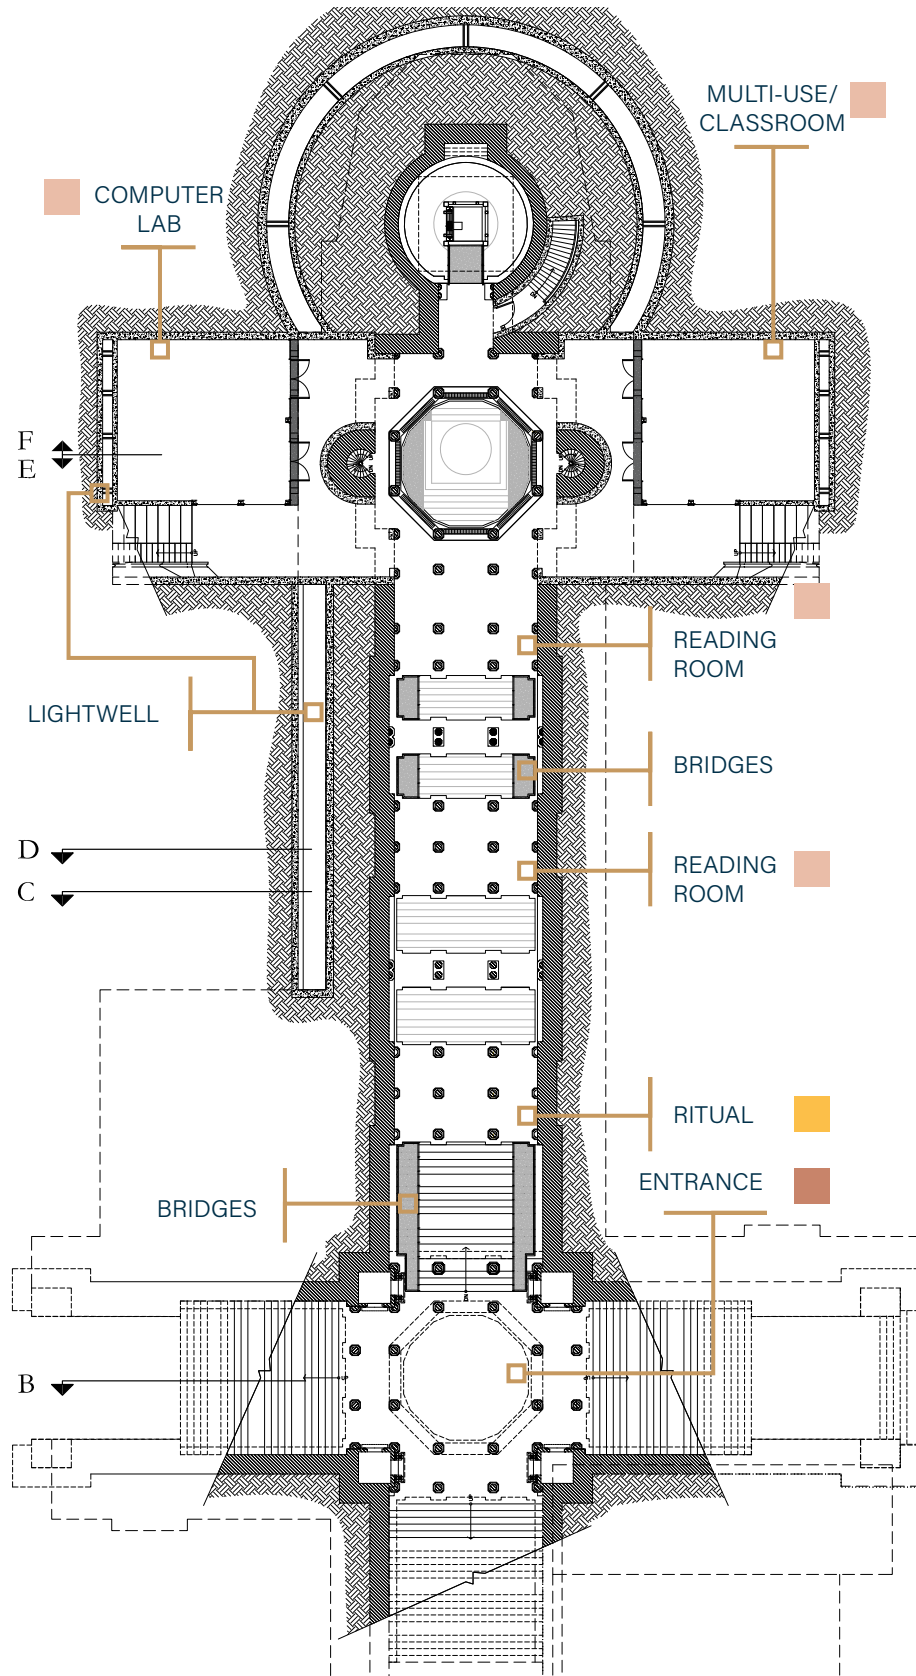 MULTI-USE/
CLASSROOM
COMPUTER
LAB
F
E
READING
ROOM
LIGHTWELL
BRIDGES
D
READING
ROOM
C
RITUAL
ENTRANCE
BRIDGES
B